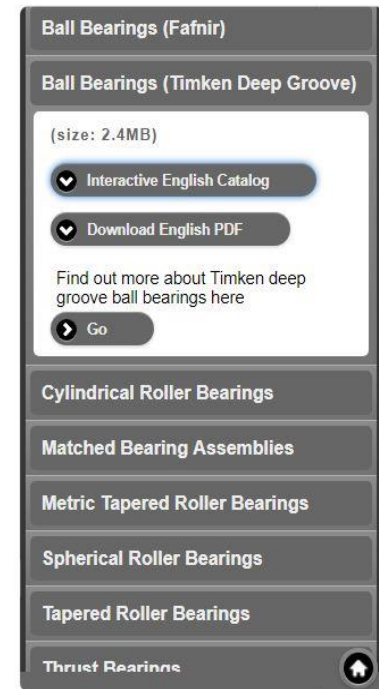 Ball Bearings (Fafnir)
Ball Bearings (Timken Deep Groove)
(size: 2.4MB)
Interactive English Catalog
Download English PDF
Find out more about Timken deep
groove ball bearings here
Go
Cylindrical Roller Bearings
Matched Bearing Assemblies
Metric Tapered Roller Bearings
Spherical Roller Bearings
Tapered Roller Bearings
Thrust Bearings